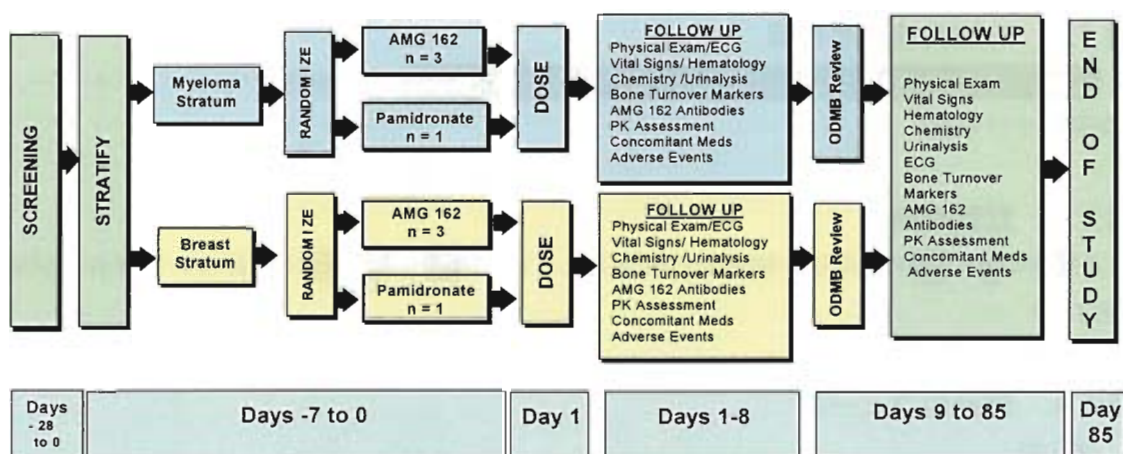 SCREENING
STRATIFY
Myeloma
Stratum
RANDOMIZE
AMG 162
n = 3
Pamidronate
n = 1
DOSE
FOLLOW UP
Physical Exam/ECG
Vital Signs/ Hematology
Chemistry /Urinalysis
Bone Turnover Markers
AMG 162 Antibodies
PK Assessment
Concomitant Meds
Adverse Events
ODMB Review
Breast
Stratum
RANDOMIZE
AMG 162
n = 3
Pamidronate
n = 1
DOSE
FOLLOW UP
Physical Exam/ECG
Vital Signs/ Hematology
Chemistry /Urinalysis
Bone Turnover Markers
AMG 162 Antibodies
PK Assessment
Concomitant Meds
Adverse Events
ODMB Review
FOLLOW UP
Physical Exam
Vital Signs
Hematology
Chemistry
Urinalysis
ECG
Bone Turnover
Markers
AMG 162
Antibodies
PK Assessment
Concomitant Meds
Adverse Events
END OF STUDY
Days
- 28
to 0
Days -7 to 0
Day 1
Days 1-8
Days 9 to 85
Day
85